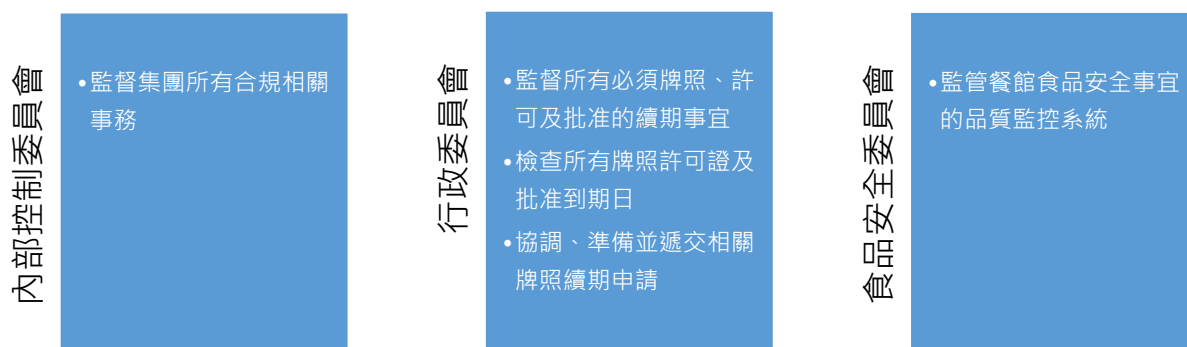 內部控制委員會
•監督集團所有合規相關
事務
行政委員會
•監督所有必須牌照、許
可及批准的續期事宜
•檢查所有牌照許可證及
批准到期日
•協調、準備並遞交相關
牌照續期申請
食品安全委員會
•監管餐館食品安全事宜
的品質監控系統